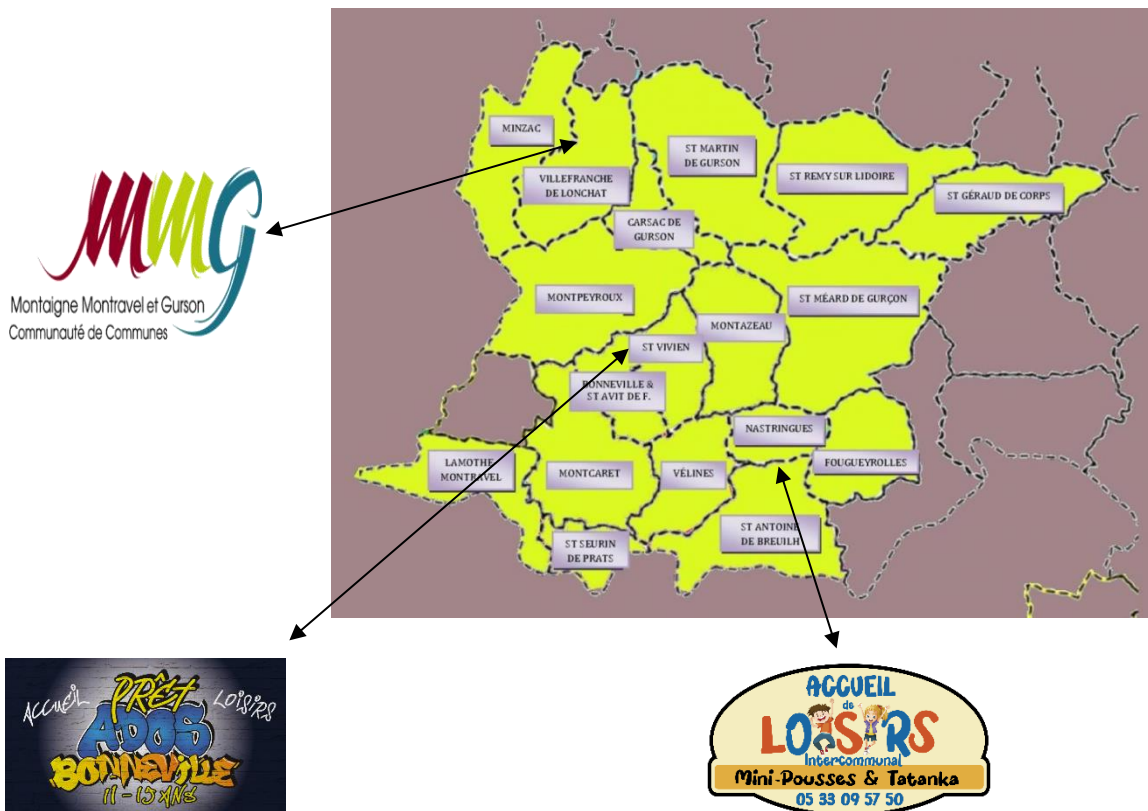 MINZAC
ST MARTIN
DE GURSON
VILLEFRANCHE
DE LONCHAT
ST REMY SUR LIDOIRE
ST GÉRAUD DE CORPS
CARSAC DE
GURSON
mmG
Montaigne Montravel et Gurson
Communauté de Communes
MONTPEYROUX
ST MÉARD DE GURÇON
MONTAZEAU
ST VIVIEN
BONNEVILLE &
ST AVIT DE F.
NASTRINGUES
LAMOTHE
MONTRAVEL
MONTCARET
VÉLINES
FOUGUEYROLLES
ST ANTOINE
DE BREUILH
ST SEURIN
DE PRATS
ACCUEIL PRÊT LOISIRS
ADOS
BONNEVILLE
11 - 15 ANS
ACCUEIL
de
LOISIRS
Intercommunal
Mini-Pousses & Tatanka
05 33 09 57 50